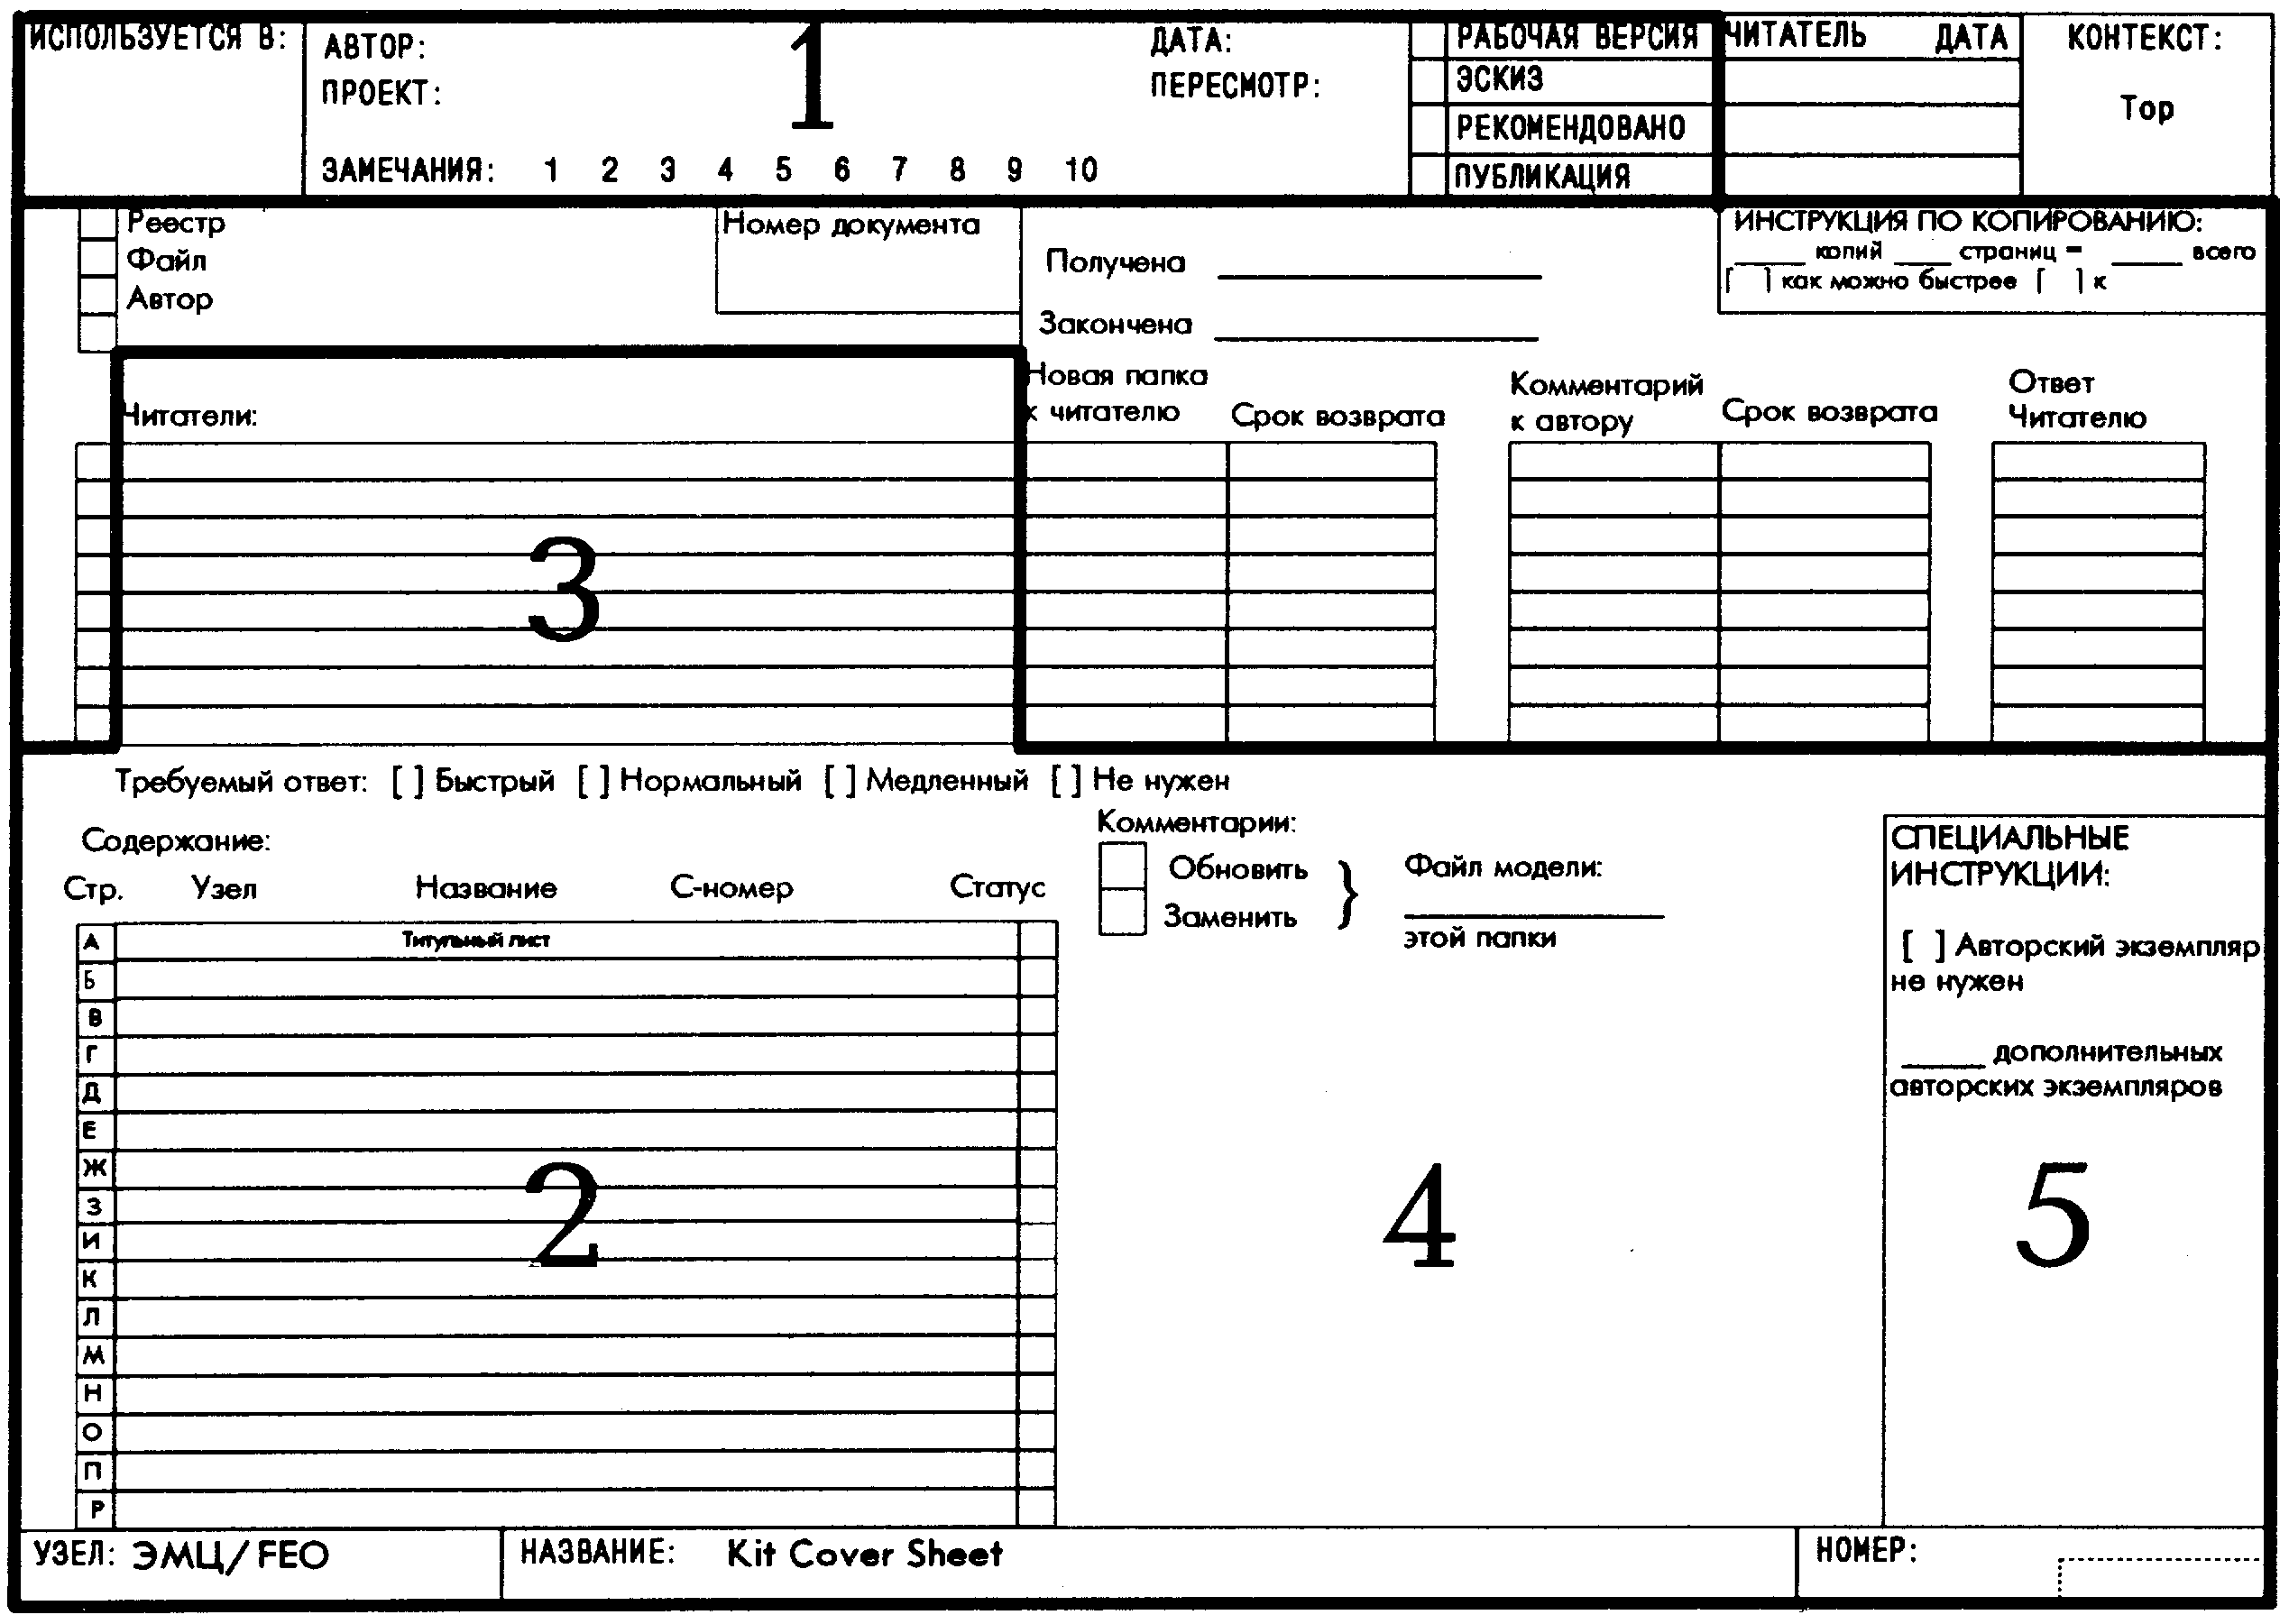 ИСПОЛЬЗУЕТСЯ В:
АВТОР:
ДАТА:
ПРОЕКТ:
ПЕРЕСМОТР:
1
ЗАМЕЧАНИЯ: 1 2 3 4 5 6 7 8 9 10
РАБОЧАЯ ВЕРСИЯ
ЭСКИЗ
РЕКОМЕНДОВАНО
ПУБЛИКАЦИЯ
ЧИТАТЕЛЬ ДАТА
КОНТЕКСТ:
Top
Реестр
Файл
Автор
Номер документа
Получена
Закончена
ИНСТРУКЦИЯ ПО КОПИРОВАНИЮ:
____ копий ____ страниц = ____ всего
[ ] как можно быстрее [ ] к
Читатели:
Новая папка
к читателю
Срок возврата
Комментарий
к автору
Срок возврата
Ответ
Читателю
3
Требуемый ответ: [ ] Быстрый [ ] Нормальный [ ] Медленный [ ] Не нужен
Содержание:
Стр. Узел Название С-номер Статус
А Титульный лист
Б
В
Г
Д
Е
Ж
З
И
К
Л
М
Н
О
П
Р
2
Комментарии:
Обновить
Заменить
}
Файл модели:
этой папки
4
СПЕЦИАЛЬНЫЕ
ИНСТРУКЦИИ:
[ ] Авторский экземпляр
не нужен
____ дополнительных
авторских экземпляров
5
УЗЕЛ: ЭМЦ/FEO
НАЗВАНИЕ: Kit Cover Sheet
НОМЕР: